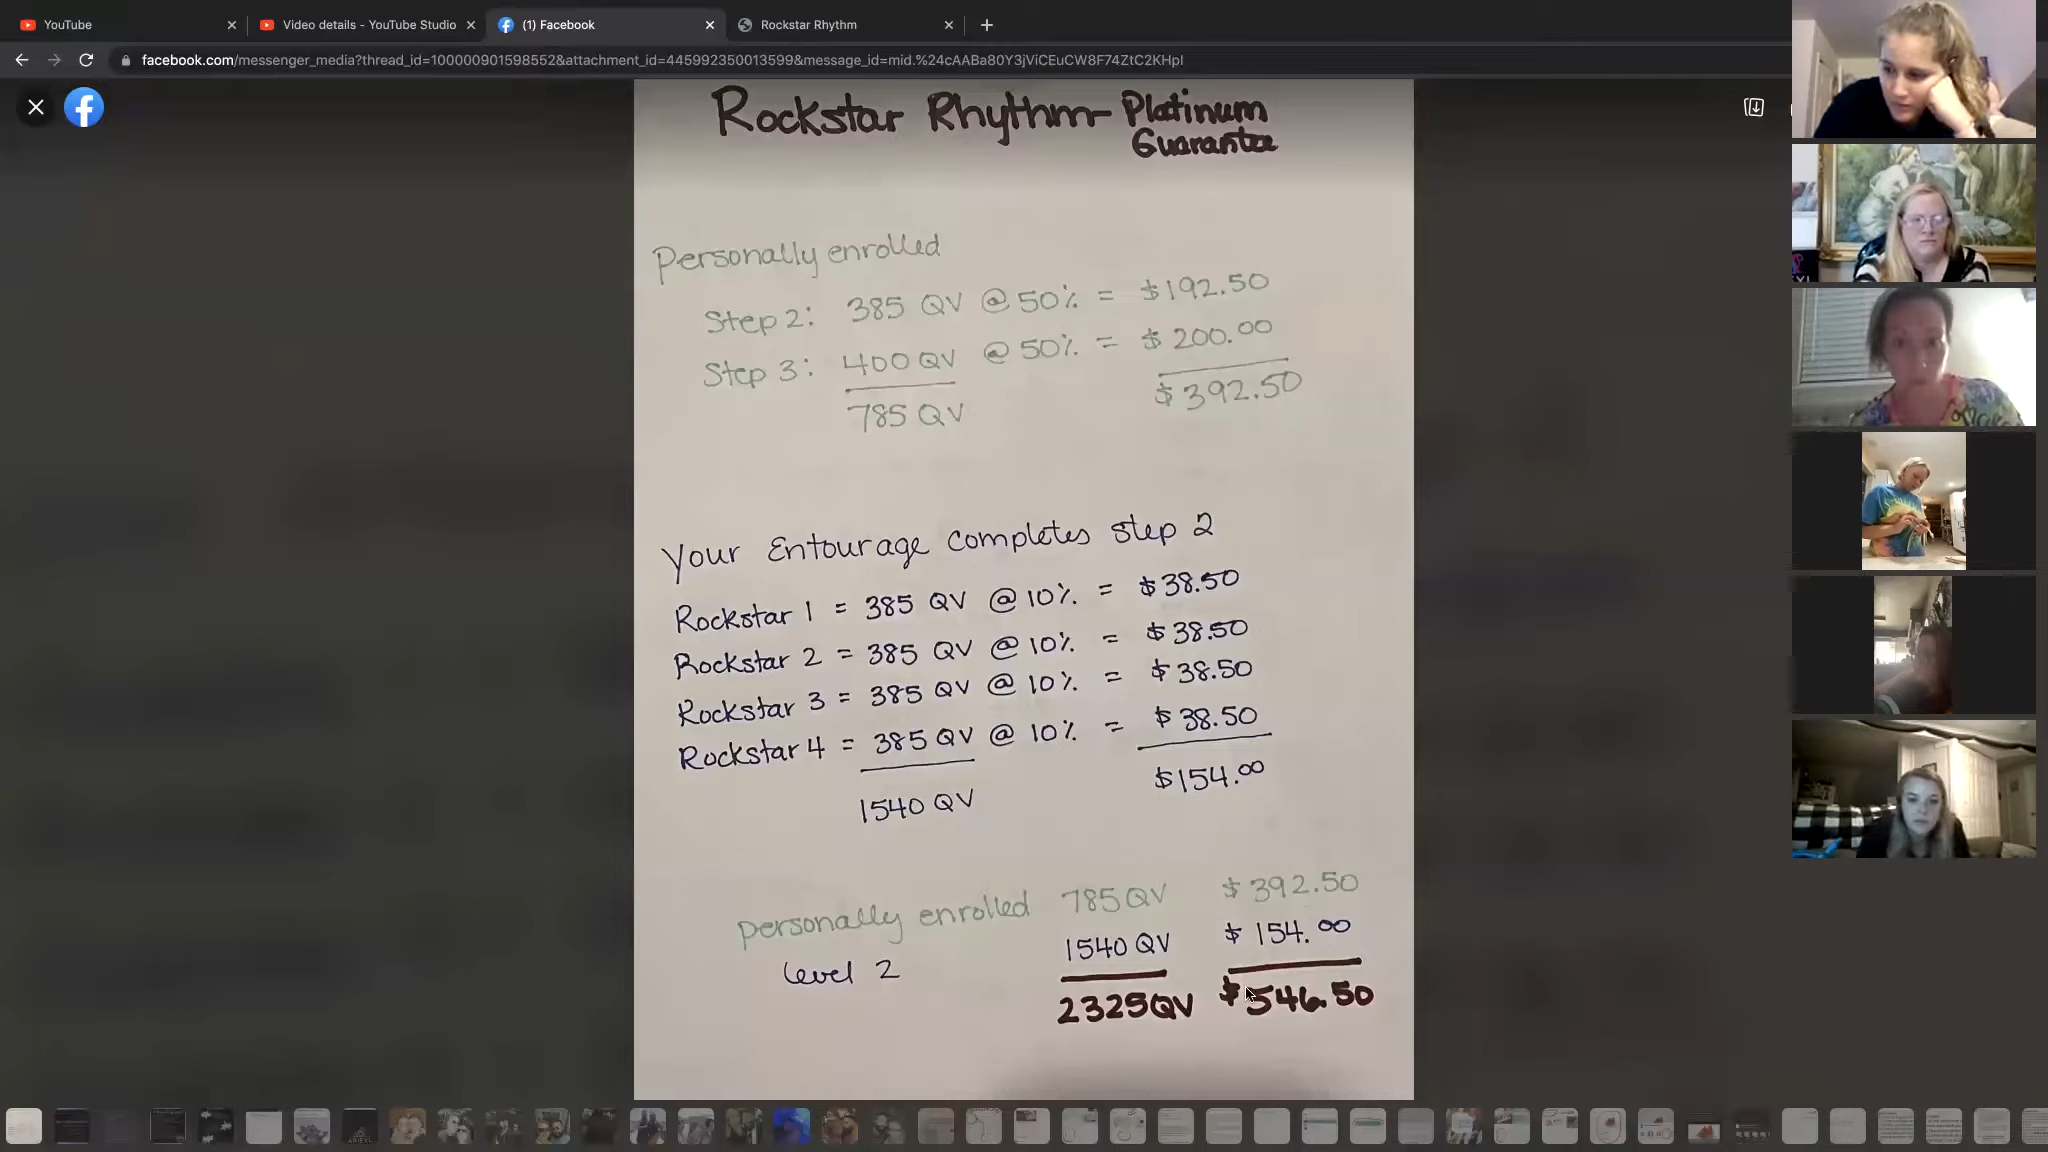 YouTube
Video details - YouTube Studio
(1) Facebook
Rockstar Rhythm
facebook.com/messenger_media?thread_id=100000901598552&attachment_id=445992350013599&message_id=mid.%24cAABa80Y3jViCEuCW8F74ZtC2KHpI
Rockstar Rhythm- Platinum
Guarantee
Personally enrolled
Step 2: 385 QV @ 50% = $192.50
Step 3: 400 QV @ 50% = $200.00
785 QV $392.50
Your Entourage completes Step 2
Rockstar 1 = 385 QV @ 10% = $38.50
Rockstar 2 = 385 QV @ 10% = $38.50
Rockstar 3 = 385 QV @ 10% = $38.50
Rockstar 4 = 385 QV @ 10% = $38.50
1540 QV $154.00
personally enrolled 785 QV $392.50
level 2 1540 QV $154.00
2325 QV $546.50